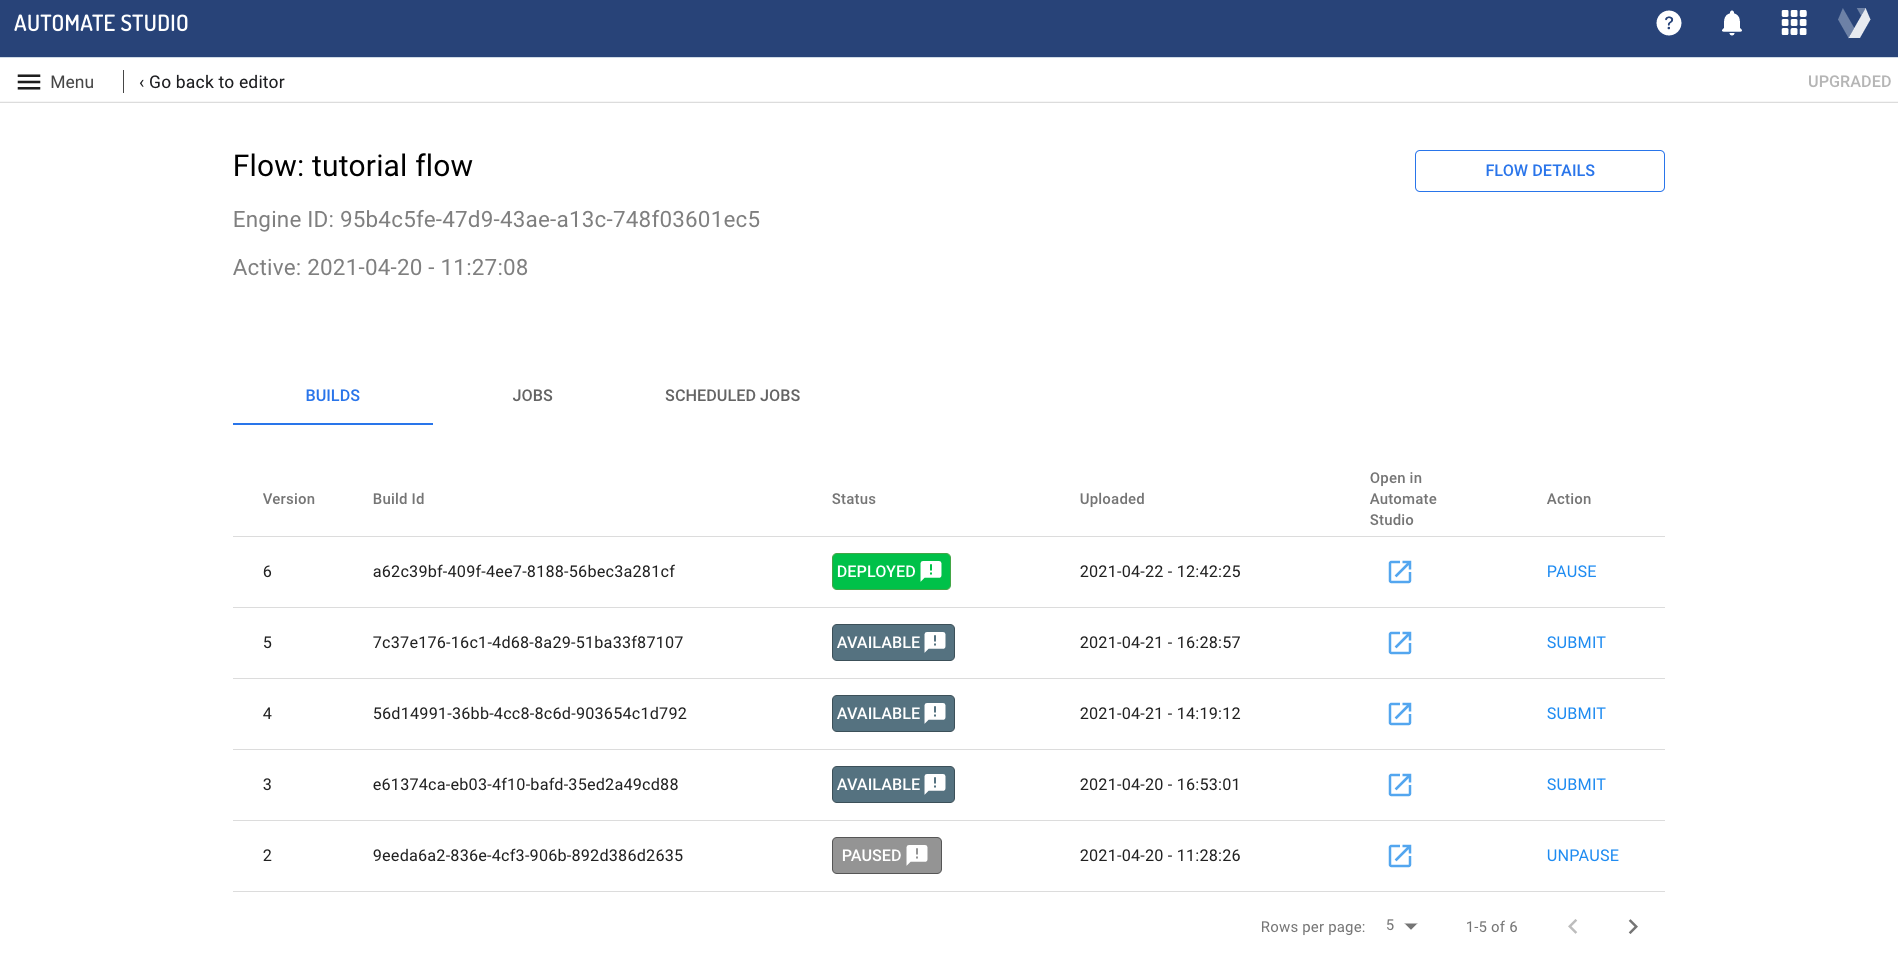 AUTOMATE STUDIO
?
Menu
‹ Go back to editor
UPGRADED
Flow: tutorial flow
FLOW DETAILS
Engine ID: 95b4c5fe-47d9-43ae-a13c-748f03601ec5
Active: 2021-04-20 - 11:27:08
BUILDS JOBS SCHEDULED JOBS
Version Build Id Status Uploaded Open in Automate Studio Action
6 a62c39bf-409f-4ee7-8188-56bec3a281cf DEPLOYED 2021-04-22 - 12:42:25 PAUSE
5 7c37e176-16c1-4d68-8a29-51ba33f87107 AVAILABLE 2021-04-21 - 16:28:57 SUBMIT
4 56d14991-36bb-4cc8-8c6d-903654c1d792 AVAILABLE 2021-04-21 - 14:19:12 SUBMIT
3 e61374ca-eb03-4f10-bafd-35ed2a49cd88 AVAILABLE 2021-04-20 - 16:53:01 SUBMIT
2 9eeda6a2-836e-4cf3-906b-892d386d2635 PAUSED 2021-04-20 - 11:28:26 UNPAUSE
Rows per page: 5 1-5 of 6